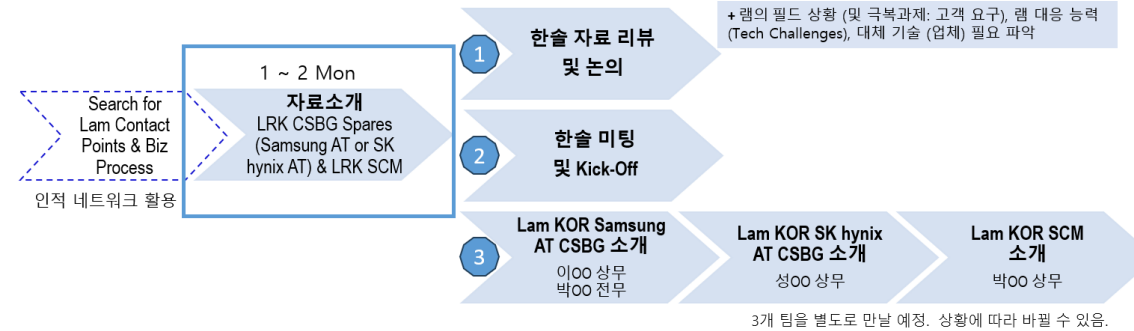 Search for
Lam Contact
Points & Biz
Process
인적 네트워크 활용
1 ~ 2 Mon
자료소개
LRK CSBG Spares
(Samsung AT or SK
hynix AT) & LRK SCM
1
한솔 자료 리뷰
및 논의
+ 램의 필드 상황 (및 극복과제: 고객 요구), 램 대응 능력
(Tech Challenges), 대체 기술 (업체) 필요 파악
2
한솔 미팅
및 Kick-Off
3
Lam KOR Samsung
AT CSBG 소개
이OO 상무
박OO 전무
Lam KOR SK hynix
AT CSBG 소개
성OO 상무
Lam KOR SCM
소개
박OO 상무
3개 팀을 별도로 만날 예정. 상황에 따라 바뀔 수 있음.